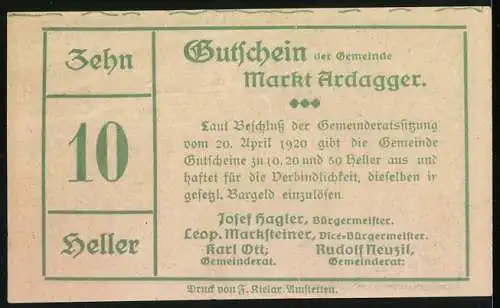 Zehn
10
Heller
Gutschein der Gemeinde
Markt Ardagger.
Laut Beschluß der Gemeinderatssitzung
vom 20. April 1920 gibt die Gemeinde
Gutscheine zu 10, 20 und 50 Heller aus und
haftet für die Verbindlichkeit, dieselben in
gesetzl. Bargeld einzulösen.
Josef Hagler, Bürgermeister.
Leop. Marksteiner, Vice-Bürgermeister.
Karl Ott; Rudolf Neuzil,
Gemeinderat. Gemeinderat:
Druck von F. Kielar, Amstetten.